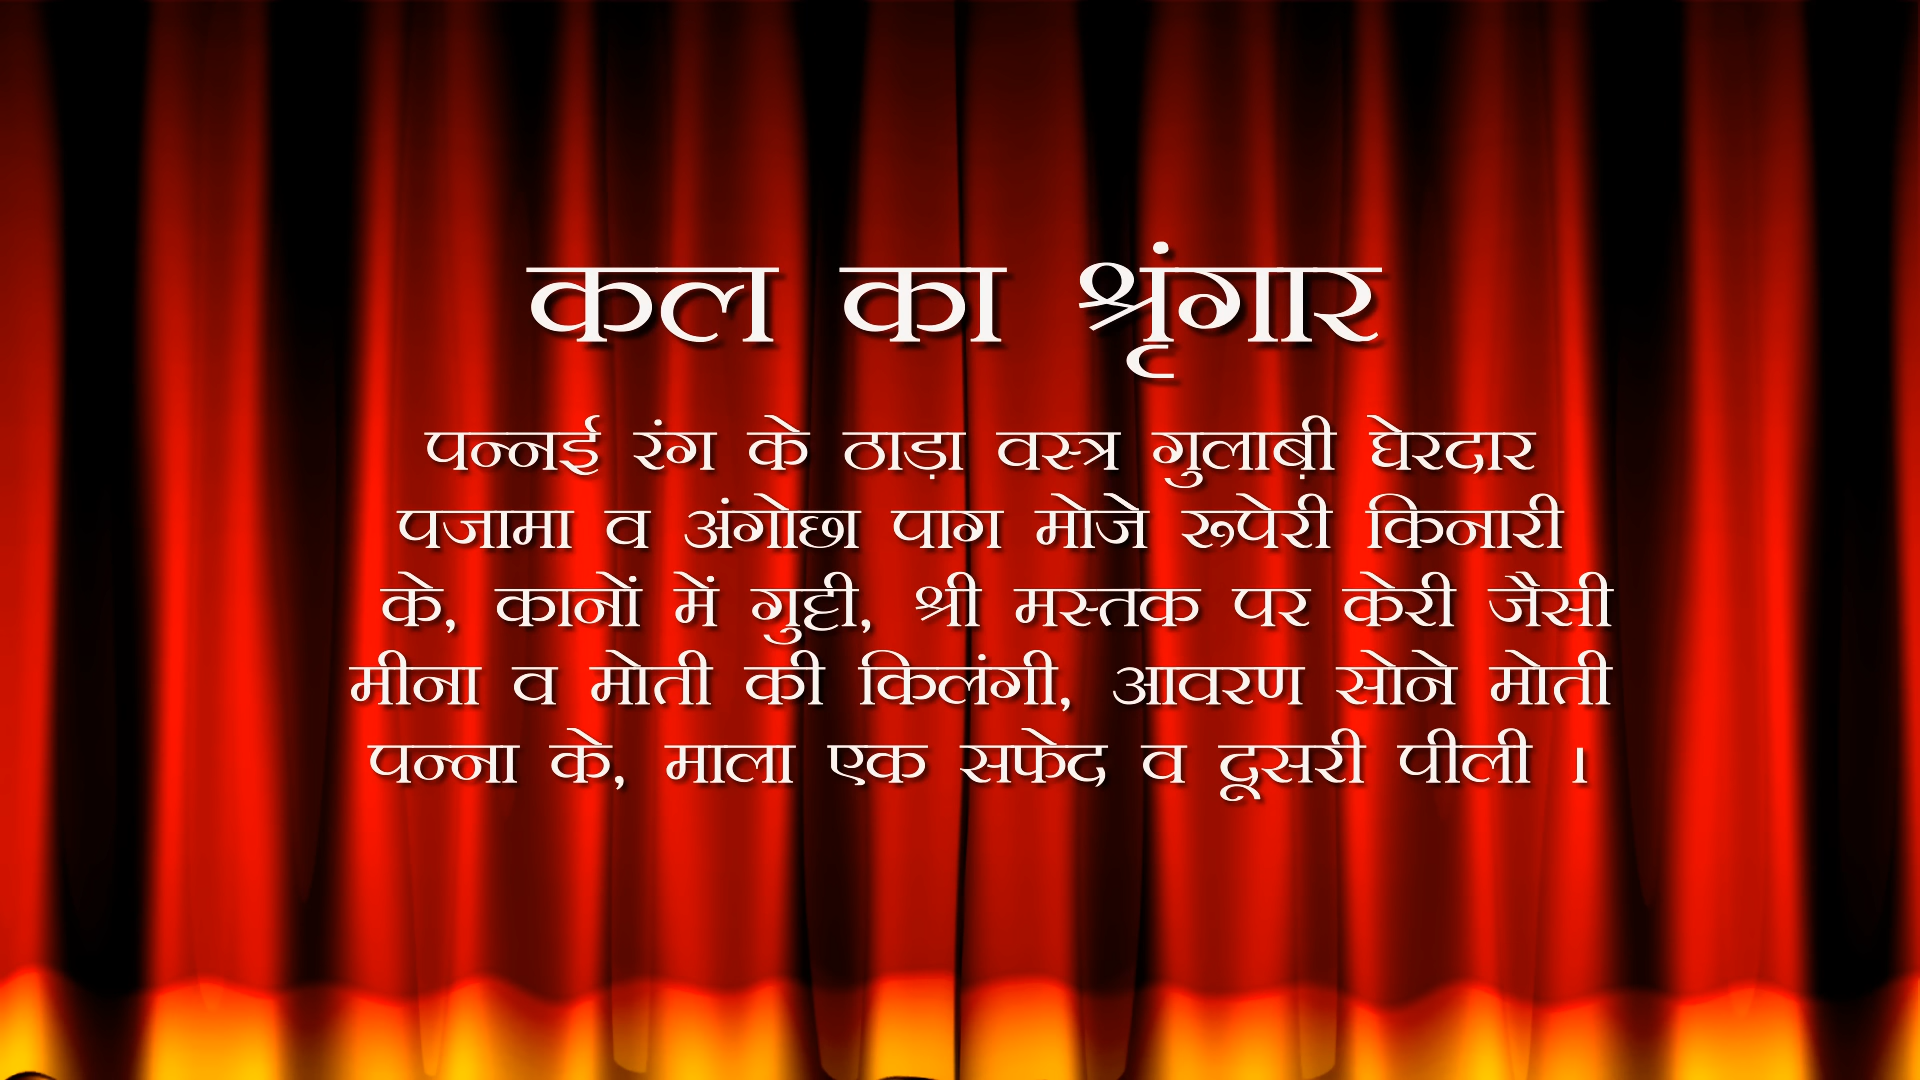 कल का श्रृंगार
पन्नई रंग के ठाड़ा वस्त्र गुलाब़ी घेरदार
पजामा व अंगोछा पाग मोजे रूपेरी किनारी
के, कानों में गुट्टी, श्री मस्तक पर केरी जैसी
मीना व मोती की किलंगी, आवरण सोने मोती
पन्ना के, माला एक सफेद व दूसरी पीली ।